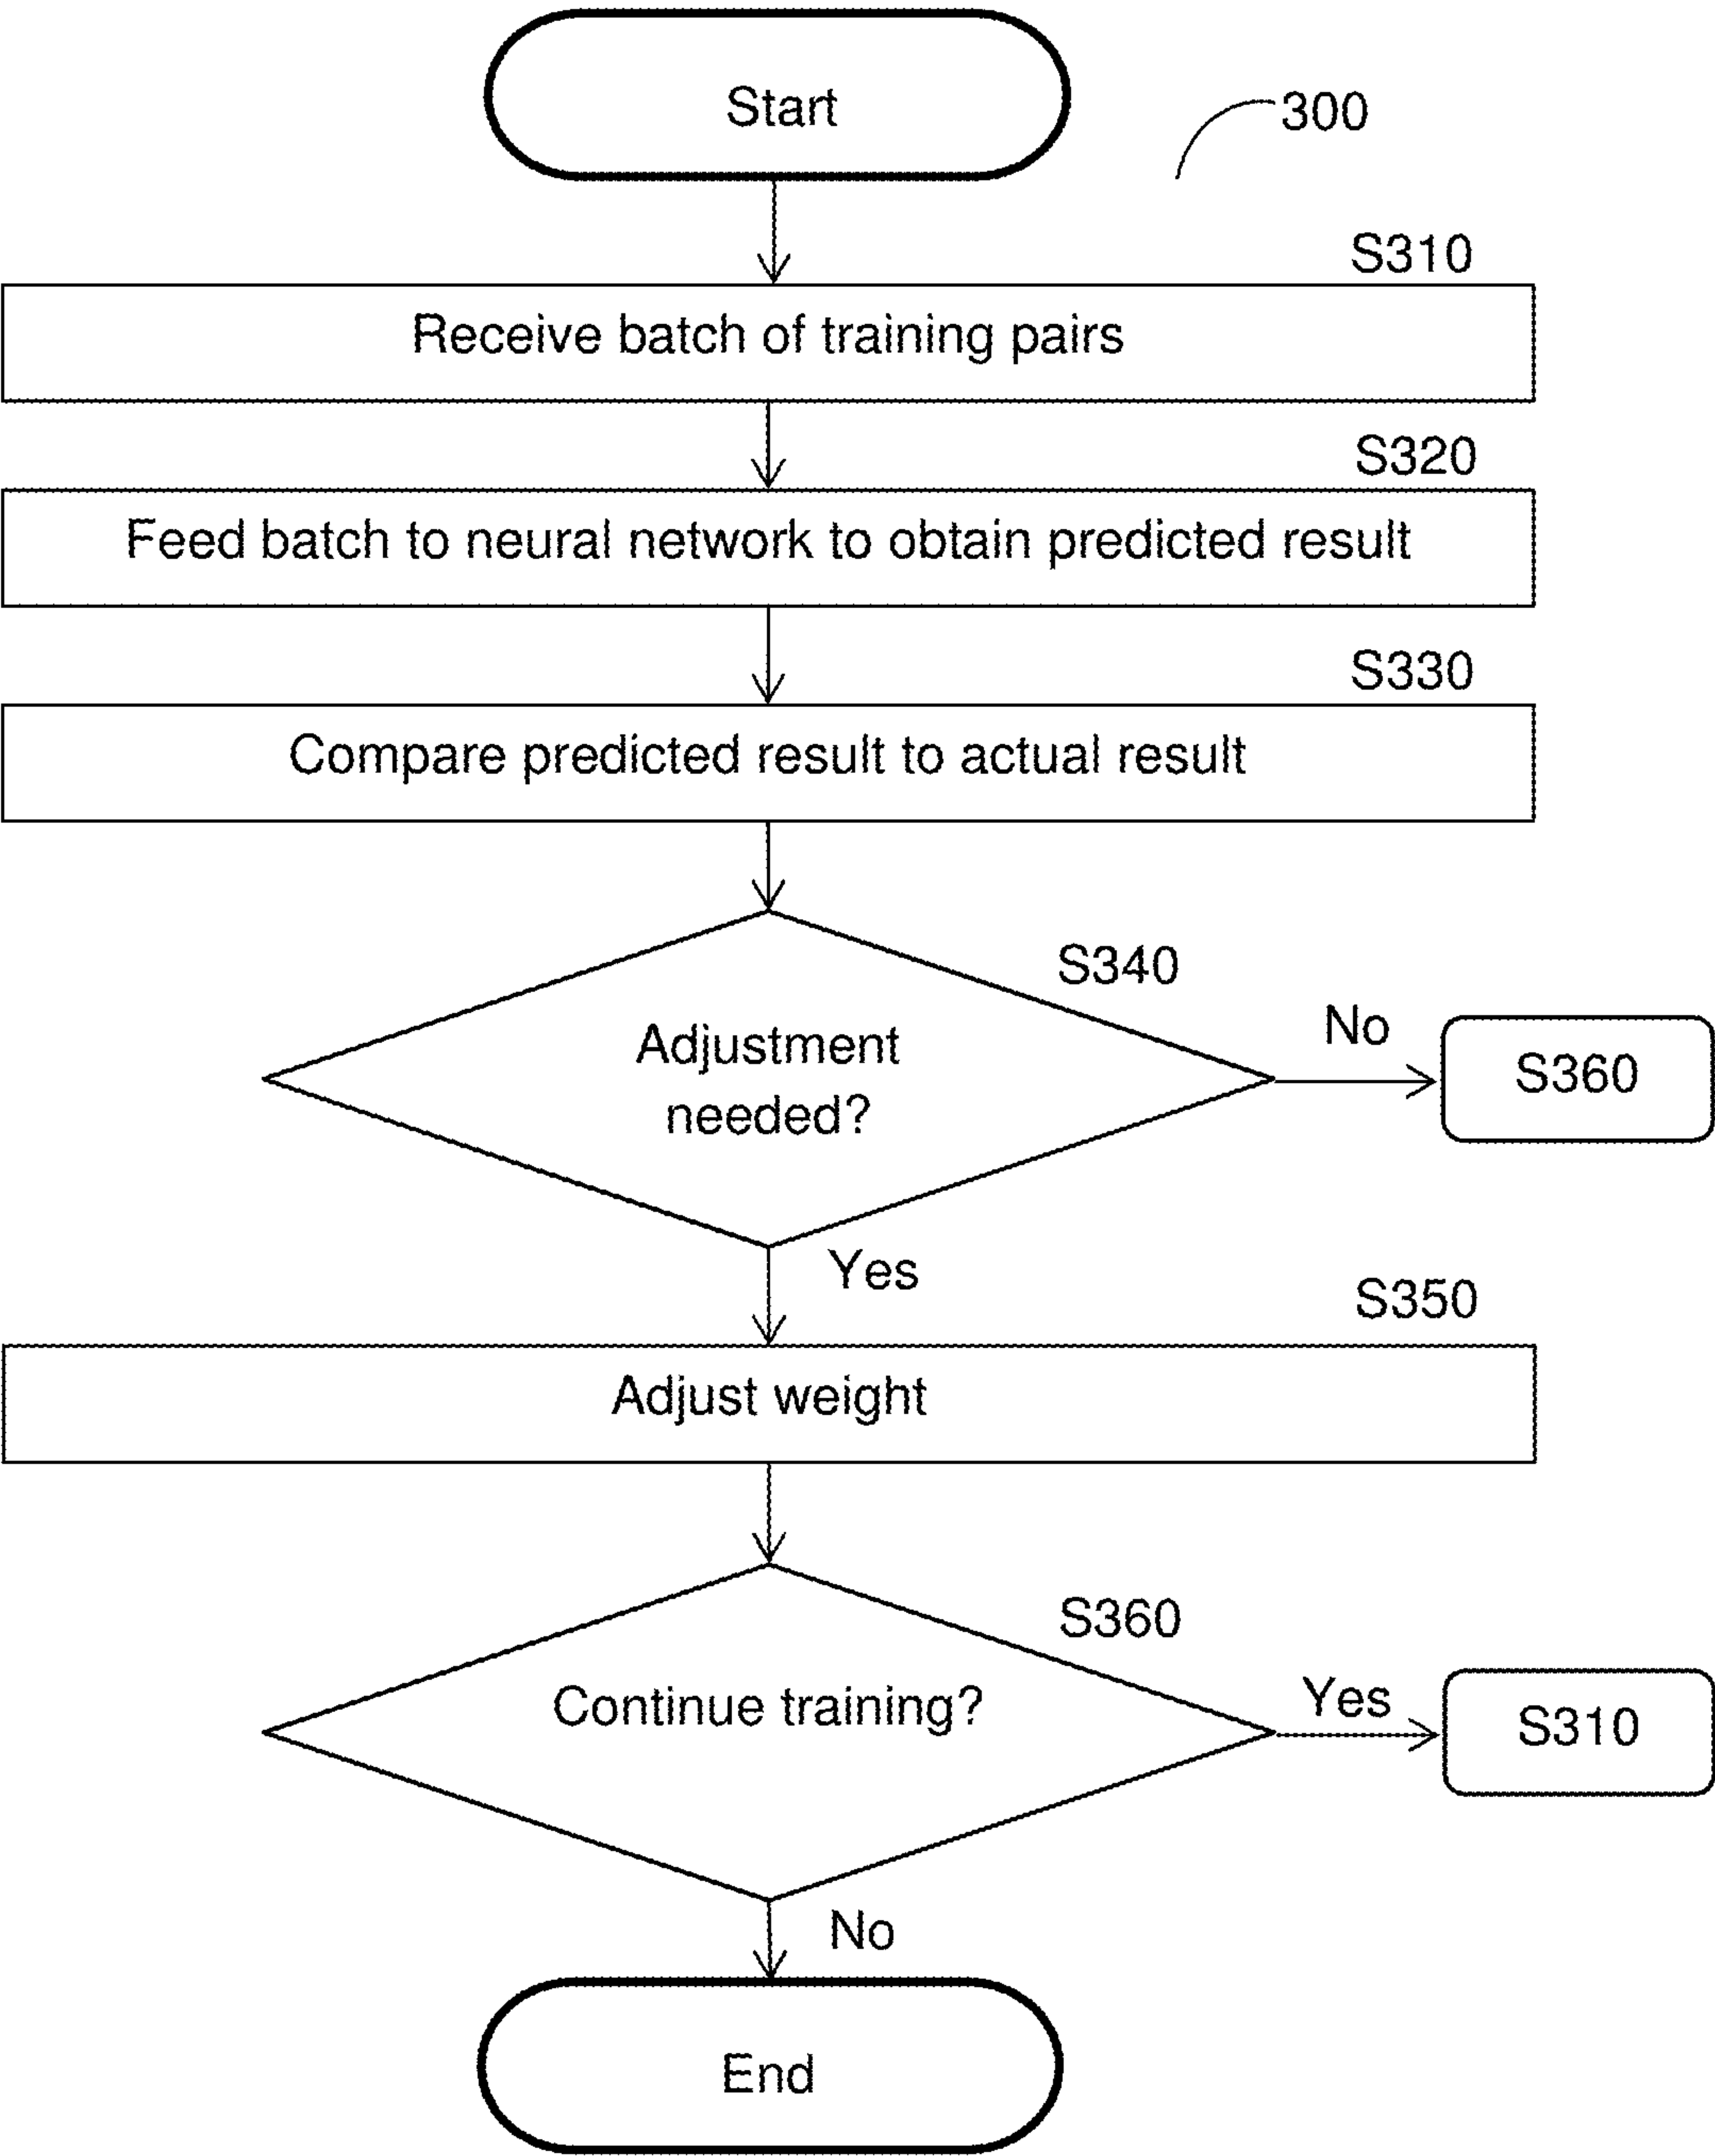 Start
300
S310
Receive batch of training pairs
S320
Feed batch to neural network to obtain predicted result
S330
Compare predicted result to actual result
S340
Adjustment
needed?
No
S360
Yes
S350
Adjust weight
S360
Continue training?
Yes
S310
No
End